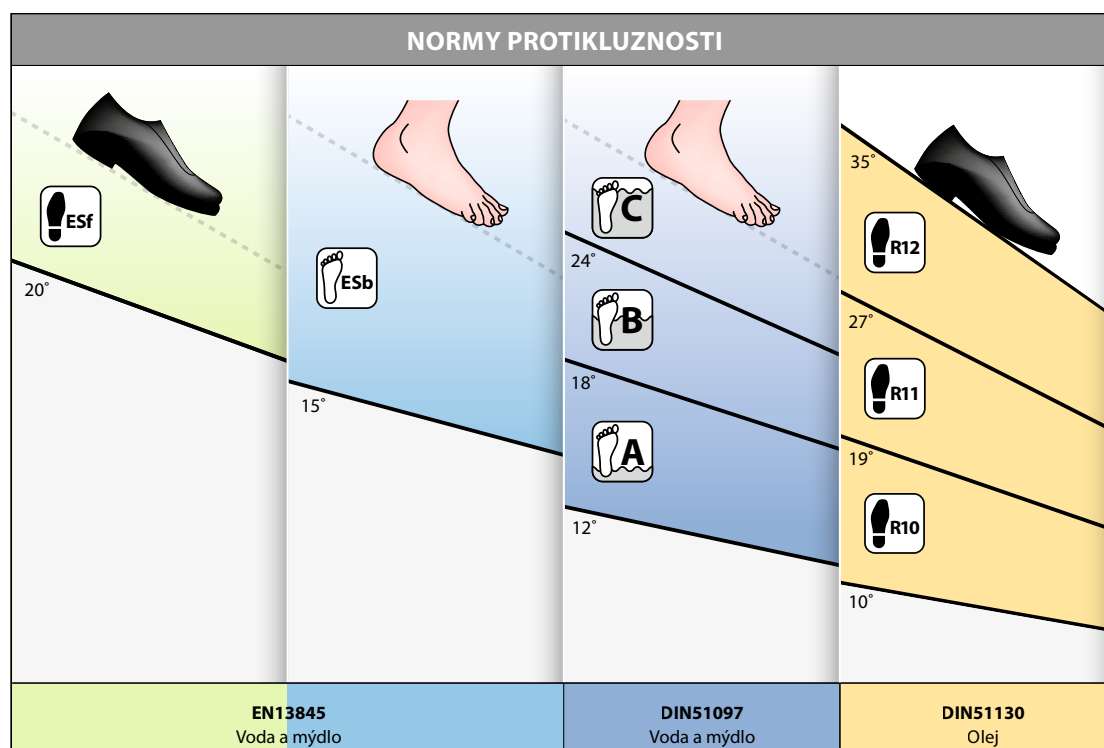 NORMY PROTIKLUZNOSTI
ESf
20°
ESb
15°
C
24°
B
18°
A
12°
35°
R12
27°
R11
19°
R10
10°
EN13845
Voda a mýdlo
DIN51097
Voda a mýdlo
DIN51130
Olej